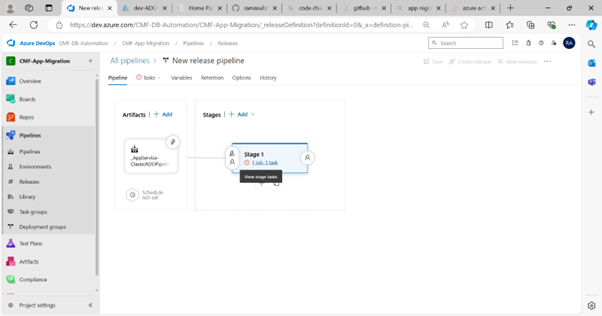 New relea
dev-ADO
Home Pa
ramasub
code cha
github - l
app regis
azure act
https://dev.azure.com/CMF-DB-Automation/CMF-App-Migration/_releaseDefinition?definitionId=0&_a=definition-pi...
Azure DevOps
CMF-DB-Automation / CMF-App-Migration / Pipelines / Releases
Search
RA
C CMF-App-Migration +
All pipelines > New release pipeline
Save Create release View releases ...
Pipeline Tasks Variables Retention Options History
Overview
Boards
Repos
Pipelines
Pipelines
Environments
Releases
Library
Task groups
Deployment groups
Test Plans
Artifacts
Compliance
Project settings
Artifacts | + Add
Stages | + Add
_AppService-
ClassicADOPipelin
Schedule
not set
Stage 1
1 job, 1 task
View stage tasks